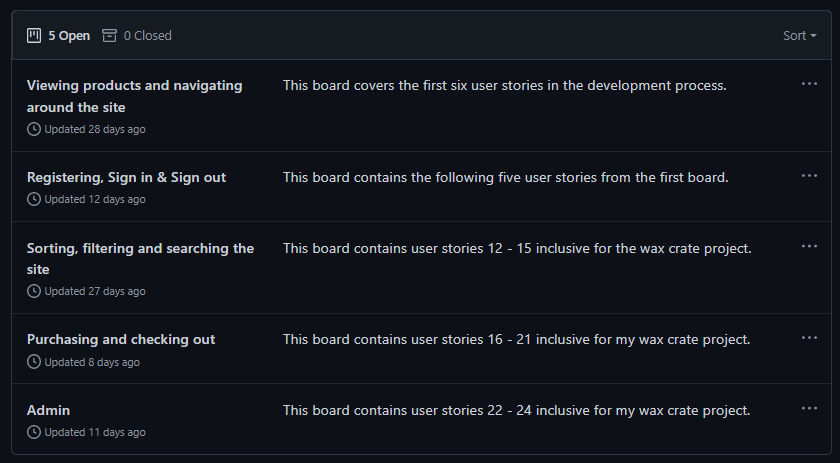 5 Open 0 Closed Sort
Viewing products and navigating around the site
This board covers the first six user stories in the development process.
Updated 28 days ago
Registering, Sign in & Sign out
This board contains the following five user stories from the first board.
Updated 12 days ago
Sorting, filtering and searching the site
This board contains user stories 12 - 15 inclusive for the wax crate project.
Updated 27 days ago
Purchasing and checking out
This board contains user stories 16 - 21 inclusive for my wax crate project.
Updated 8 days ago
Admin
This board contains user stories 22 - 24 inclusive for my wax crate project.
Updated 11 days ago